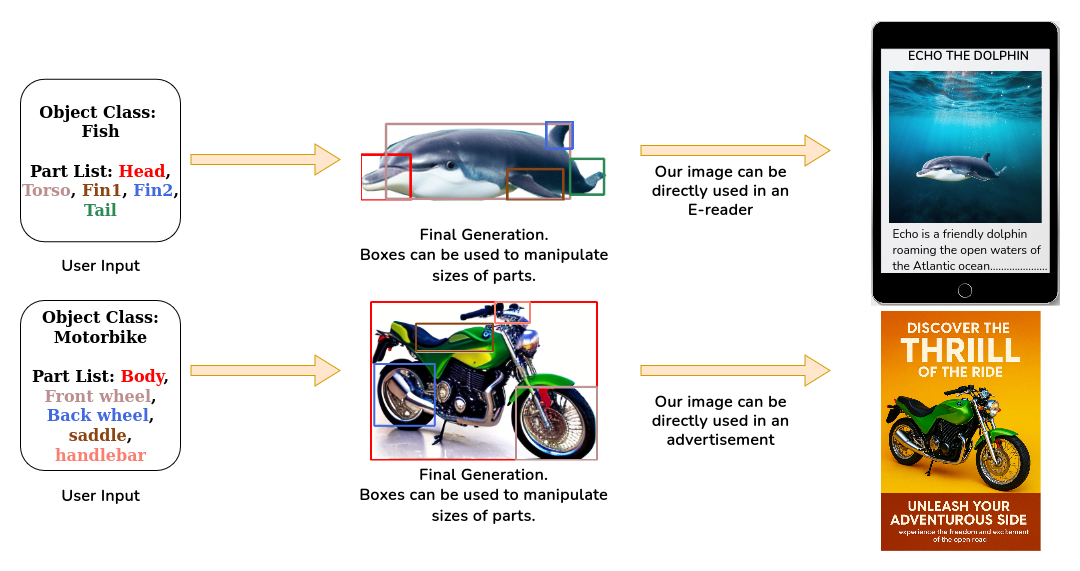 Object Class:
Fish
Part List: Head,
Torso, Fin1, Fin2,
Tail
User Input
Final Generation.
Boxes can be used to manipulate
sizes of parts.
Our image can be
directly used in an
E-reader
ECHO THE DOLPHIN
Echo is a friendly dolphin
roaming the open waters of
the Atlantic ocean.....................
Object Class:
Motorbike
Part List: Body,
Front wheel,
Back wheel,
saddle,
handlebar
User Input
Final Generation.
Boxes can be used to manipulate
sizes of parts.
Our image can be
directly used in an
advertisement
DISCOVER THE
THRIILL
OF THE RIDE
UNLEASH YOUR
ADVENTUROUS SIDE
experience the freedom and excitement
of the open road